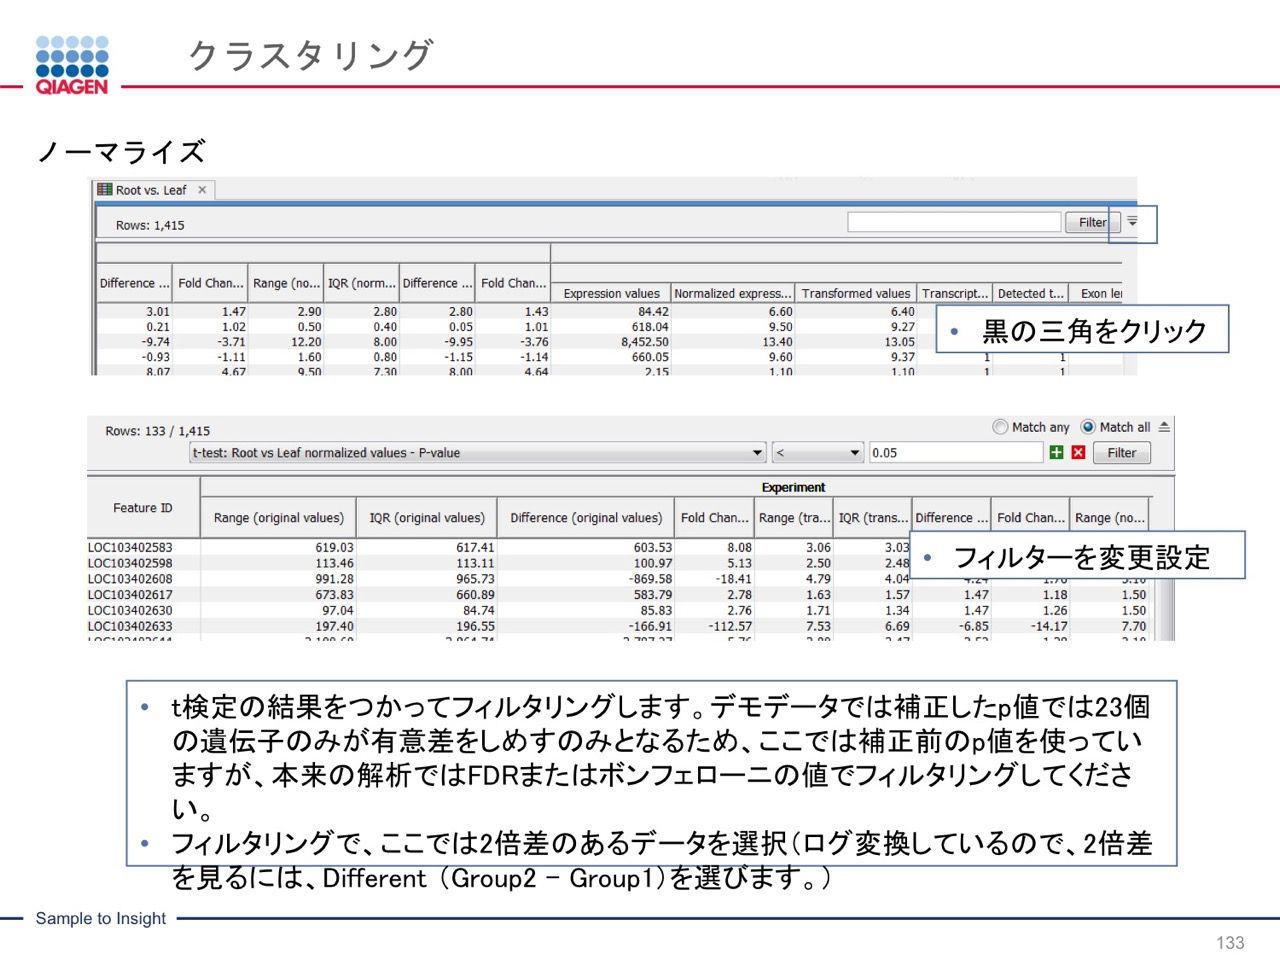 QIAGEN
クラスタリング
ノーマライズ
Root vs. Leaf
Rows: 1,415
Filter
Difference ... Fold Chan... Range (no... IQR (norm... Difference ... Fold Chan... Expression values Normalized express... Transformed values Transcript... Detected t... Exon le
3.01 1.47 2.90 2.80 2.80 1.43 84.42 6.60 6.40
0.21 1.02 0.50 0.40 0.05 1.01 618.04 9.50 9.27
-9.74 -3.71 12.20 8.00 -9.95 -3.76 8,452.50 13.40 13.05
-0.93 -1.11 1.60 0.80 -1.15 -1.14 660.05 9.60 9.37 1 1
8.07 4.67 9.50 7.30 8.00 4.64 2.15 1.10 1.10 1 1
• 黒の三角をクリック
Rows: 133 / 1,415
Match any Match all
t-test: Root vs Leaf normalized values - P-value < 0.05 Filter
Experiment
Feature ID Range (original values) IQR (original values) Difference (original values) Fold Chan... Range (tra... IQR (trans... Difference ... Fold Chan... Range (no...
LOC103402583 619.03 617.41 603.53 8.08 3.06 3.03
LOC103402598 113.46 113.11 100.97 5.13 2.50 2.48
LOC103402608 991.28 965.73 -869.58 -18.41 4.79 4.04
LOC103402617 673.83 660.89 583.79 2.78 1.63 1.57 1.47 1.18 1.50
LOC103402630 97.04 84.74 85.83 2.76 1.71 1.34 1.47 1.26 1.50
LOC103402633 197.40 196.55 -166.91 -112.57 7.53 6.69 -6.85 -14.17 7.70
• フィルターを変更設定
• t検定の結果をつかってフィルタリングします。デモデータでは補正したp値では23個
の遺伝子のみが有意差をしめすのみとなるため、ここでは補正前のp値を使ってい
ますが、本来の解析ではFDRまたはボンフェローニの値でフィルタリングしてくださ
い。
• フィルタリングで、ここでは2倍差のあるデータを選択（ログ変換しているので、2倍差
を見るには、Different （Group2 – Group1）を選びます。）
Sample to Insight
133